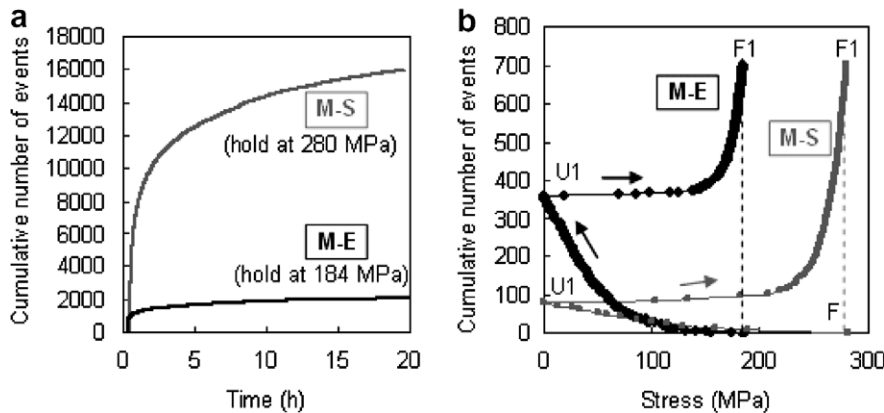 a
Cumulative number of events
18000
16000
14000
12000
10000
8000
6000
4000
2000
0
M-S
(hold at 280 MPa)
M-E
(hold at 184 MPa)
0
5
10
15
20
Time (h)
b
Cumulative number of events
800
700
600
500
400
300
200
100
0
F1
F1
M-E
M-S
U1
U1
F
0
100
200
300
Stress (MPa)